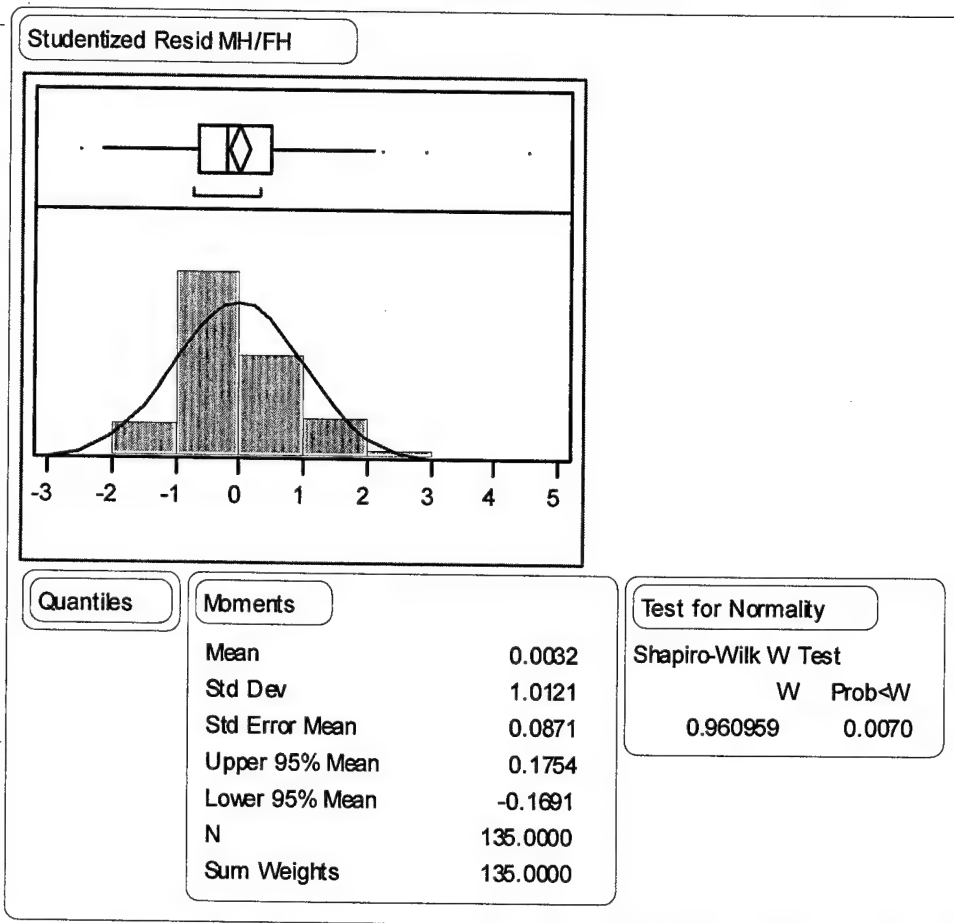 Studentized Resid MH/FH
-3 -2 -1 0 1 2 3 4 5
Quantiles
Moments
Mean 0.0032
Std Dev 1.0121
Std Error Mean 0.0871
Upper 95% Mean 0.1754
Lower 95% Mean -0.1691
N 135.0000
Sum Weights 135.0000
Test for Normality
Shapiro-Wilk W Test
W Prob<W
0.960959 0.0070